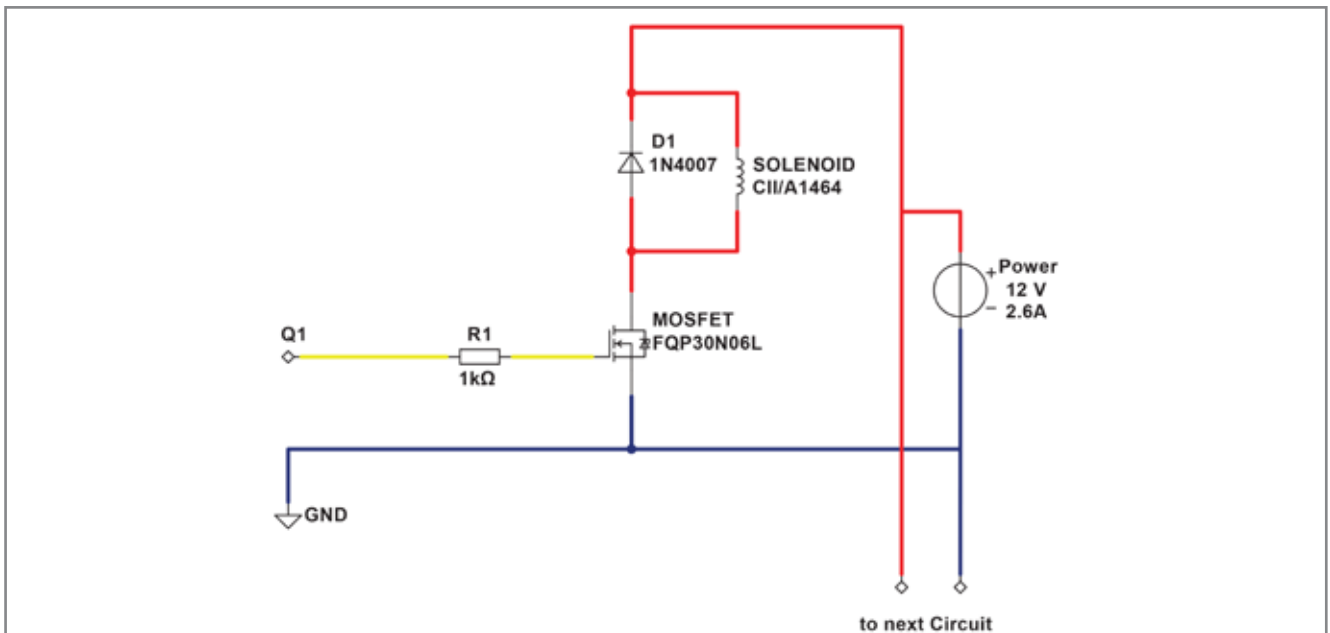 D1
1N4007
SOLENOID
CII/A1464
+ Power
12 V
− 2.6A
MOSFET
FQP30N06L
Q1
R1
1kΩ
GND
to next Circuit